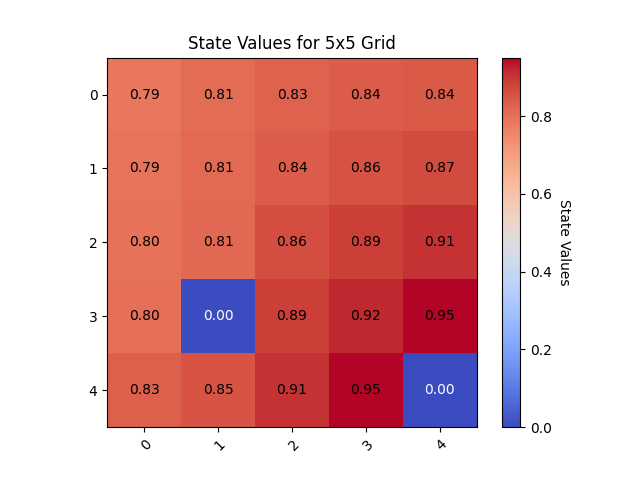 State Values for 5x5 Grid
0 0.79 0.81 0.83 0.84 0.84
1 0.79 0.81 0.84 0.86 0.87
2 0.80 0.81 0.86 0.89 0.91
3 0.80 0.00 0.89 0.92 0.95
4 0.83 0.85 0.91 0.95 0.00
0 1 2 3 4
0.8
0.6
0.4
0.2
0.0
State Values